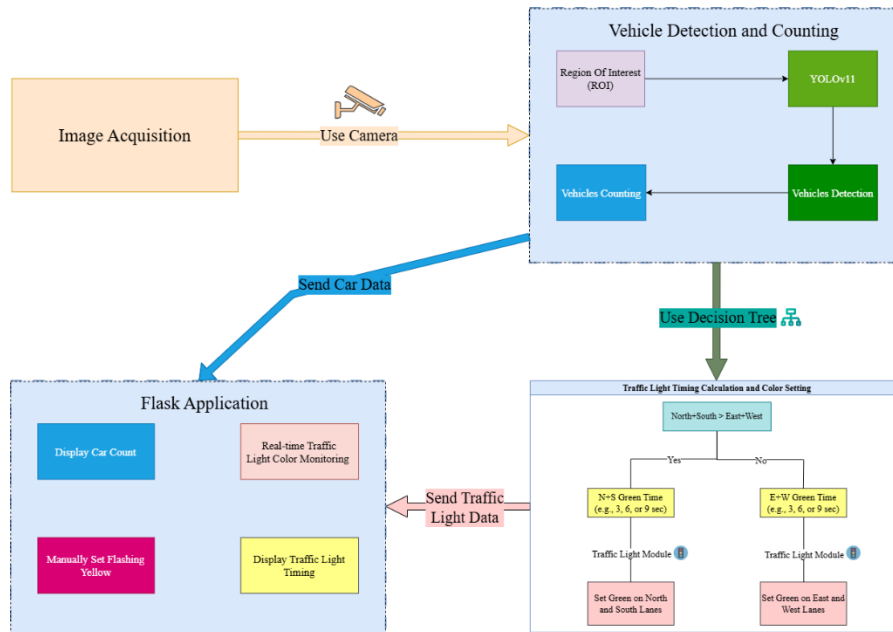 Vehicle Detection and Counting
Region Of Interest
(ROI)
YOLOv11
Image Acquisition
Use Camera
Vehicles Counting
Vehicles Detection
Send Car Data
Use Decision Tree
Flask Application
Display Car Count
Real-time Traffic
Light Color Monitoring
Manually Set Flashing
Yellow
Display Traffic Light
Timing
Send Traffic
Light Data
Traffic Light Timing Calculation and Color Setting
North+South > East+West
Yes
No
N+S Green Time
(e.g., 3, 6, or 9 sec)
E+W Green Time
(e.g., 3, 6, or 9 sec)
Traffic Light Module
Traffic Light Module
Set Green on North
and South Lanes
Set Green on East and
West Lanes